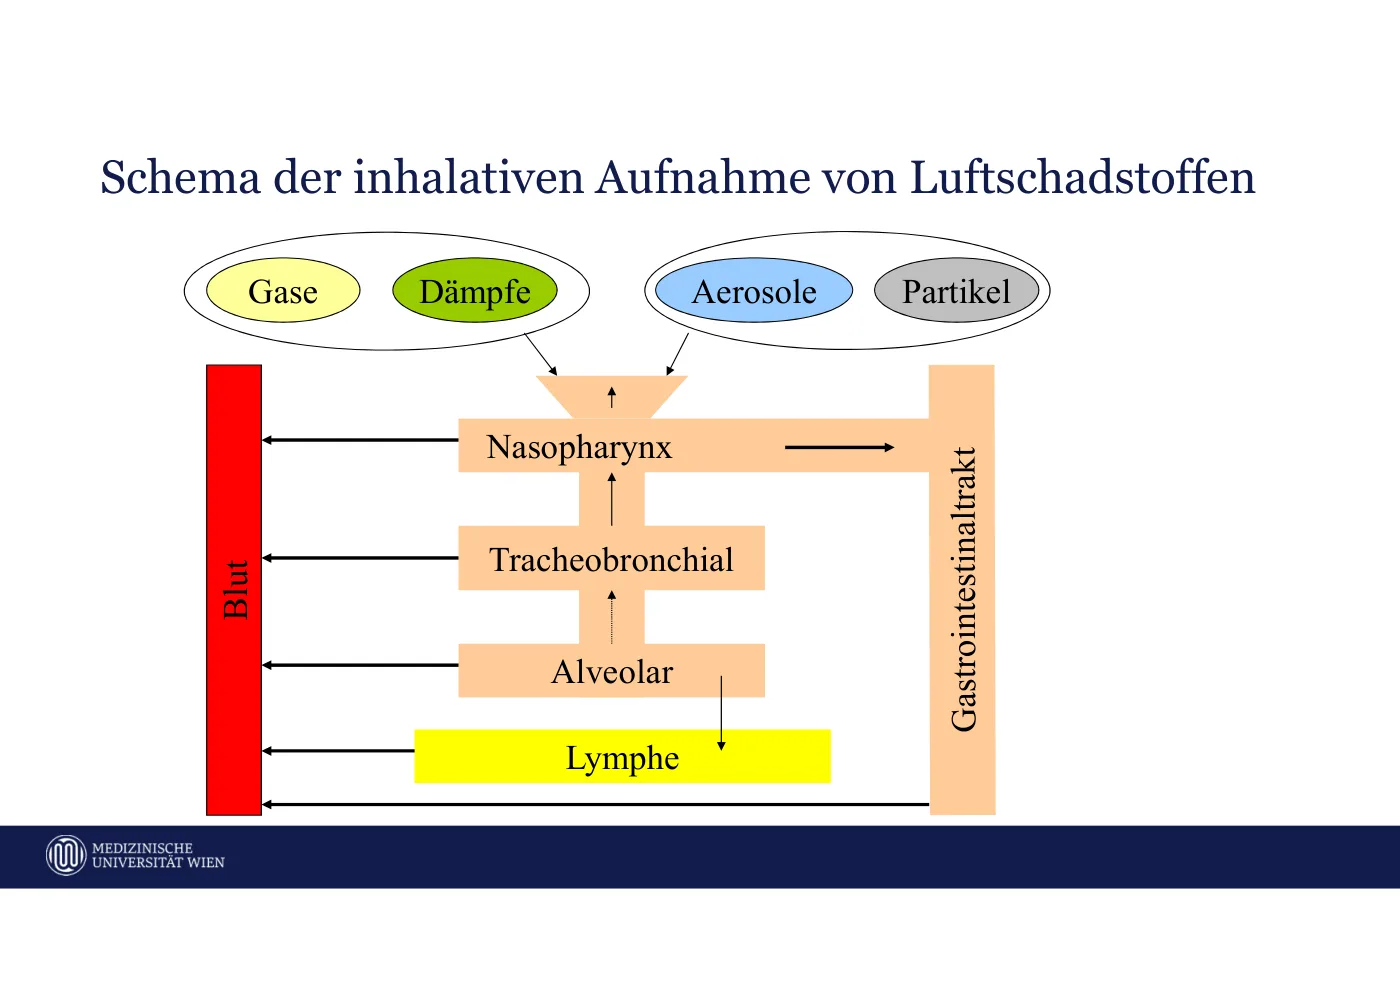 Schema der inhalativen Aufnahme von Luftschadstoffen
Gase
Dämpfe
Aerosole
Partikel
Nasopharynx
Tracheobronchial
Alveolar
Lymphe
Blut
Gastrointestinaltrakt
MEDIZINISCHE
UNIVERSITÄT WIEN